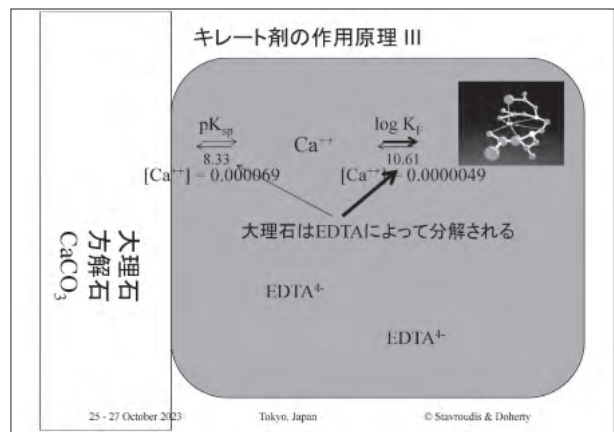 キレート剤の作用原理 III
pKsp
8.33
[Ca⁺⁺] = 0.000069
Ca⁺⁺
log Kf
10.61
[Ca⁺⁺] = 0.0000049
大理石はEDTAによって分解される
大理石
方解石
CaCO₃
EDTA⁴⁻
EDTA⁴⁻
25 - 27 October 2023
Tokyo, Japan
© Stavroudis & Doherty